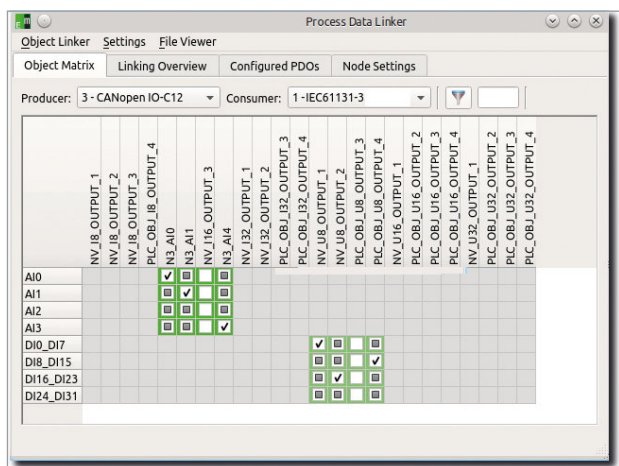 Process Data Linker
Object Linker Settings File Viewer
Object Matrix Linking Overview Configured PDOs Node Settings
Producer: 3 - CANopen IO-C12 Consumer: 1 -IEC61131-3
NV_I8_OUTPUT_1
NV_I8_OUTPUT_2
NV_I8_OUTPUT_3
PLC_OBJ_I8_OUTPUT_4
N3_AI0
N3_AI1
NV_I16_OUTPUT_3
N3_AI4
NV_I32_OUTPUT_1
NV_I32_OUTPUT_2
PLC_OBJ_I32_OUTPUT_3
PLC_OBJ_I32_OUTPUT_4
NV_U8_OUTPUT_1
NV_U8_OUTPUT_2
PLC_OBJ_U8_OUTPUT_3
PLC_OBJ_U8_OUTPUT_4
NV_U16_OUTPUT_1
PLC_OBJ_U16_OUTPUT_2
PLC_OBJ_U16_OUTPUT_3
PLC_OBJ_U16_OUTPUT_4
NV_U32_OUTPUT_1
PLC_OBJ_U32_OUTPUT_2
PLC_OBJ_U32_OUTPUT_3
PLC_OBJ_U32_OUTPUT_4
AI0
AI1
AI2
AI3
DI0_DI7
DI8_DI15
DI16_DI23
DI24_DI31